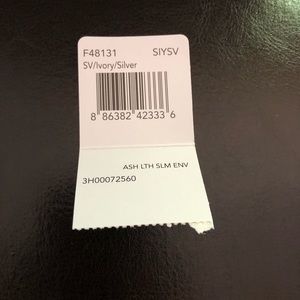 F48131 SIYSV
SV/Ivory/Silver
8 86382 42333 6
ASH LTH SLM ENV
3H00072560